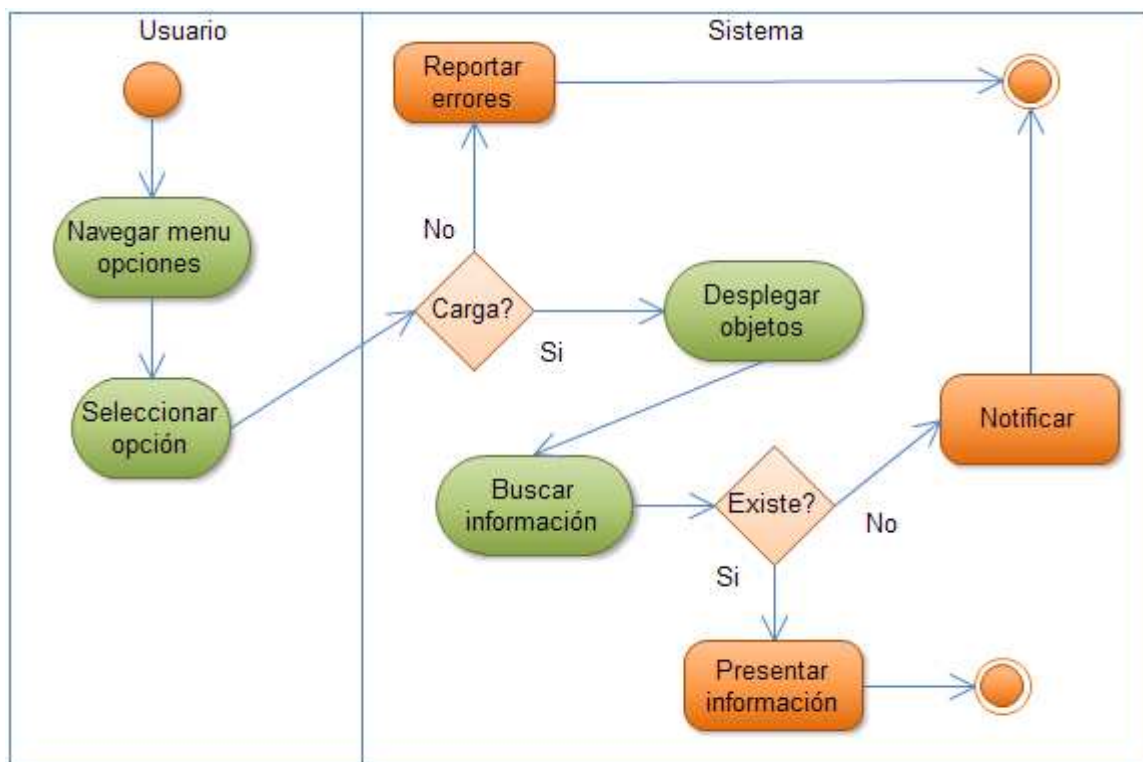 Usuario
Sistema
Reportar
errores
Navegar menu
opciones
No
Carga?
Si
Desplegar
objetos
Seleccionar
opción
Notificar
Buscar
información
Existe?
No
Si
Presentar
información